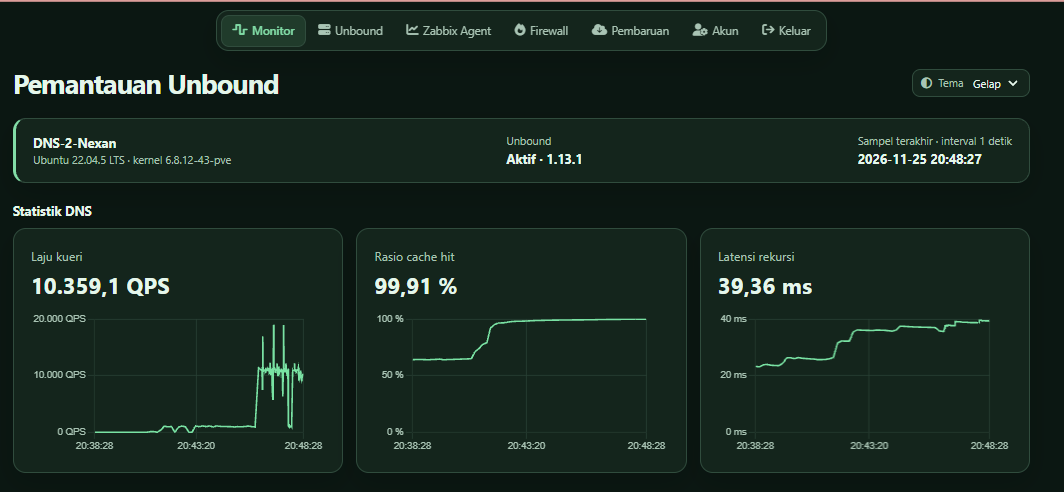 Monitor Unbound Zabbix Agent Firewall Pembaruan Akun Keluar
Pemantauan Unbound
Tema Gelap
DNS-2-Nexan
Ubuntu 22.04.5 LTS · kernel 6.8.12-43-pve
Unbound
Aktif · 1.13.1
Sampel terakhir · interval 1 detik
2026-11-25 20:48:27
Statistik DNS
Laju kueri
10.359,1 QPS
20.000 QPS
10.000 QPS
0 QPS
20:38:28 20:43:20 20:48:28
Rasio cache hit
99,91 %
100 %
50 %
0 %
20:38:28 20:43:20 20:48:28
Latensi rekursi
39,36 ms
40 ms
20 ms
0 ms
20:38:28 20:43:20 20:48:28